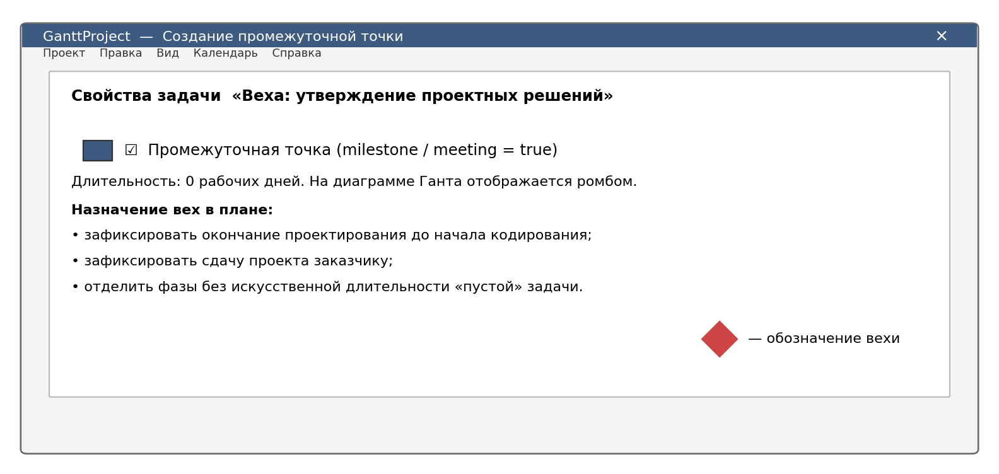 GanttProject — Создание промежуточной точки ×
Проект Правка Вид Календарь Справка
Свойства задачи «Веха: утверждение проектных решений»
☑ Промежуточная точка (milestone / meeting = true)
Длительность: 0 рабочих дней. На диаграмме Ганта отображается ромбом.
Назначение вех в плане:
• зафиксировать окончание проектирования до начала кодирования;
• зафиксировать сдачу проекта заказчику;
• отделить фазы без искусственной длительности «пустой» задачи.
— обозначение вехи